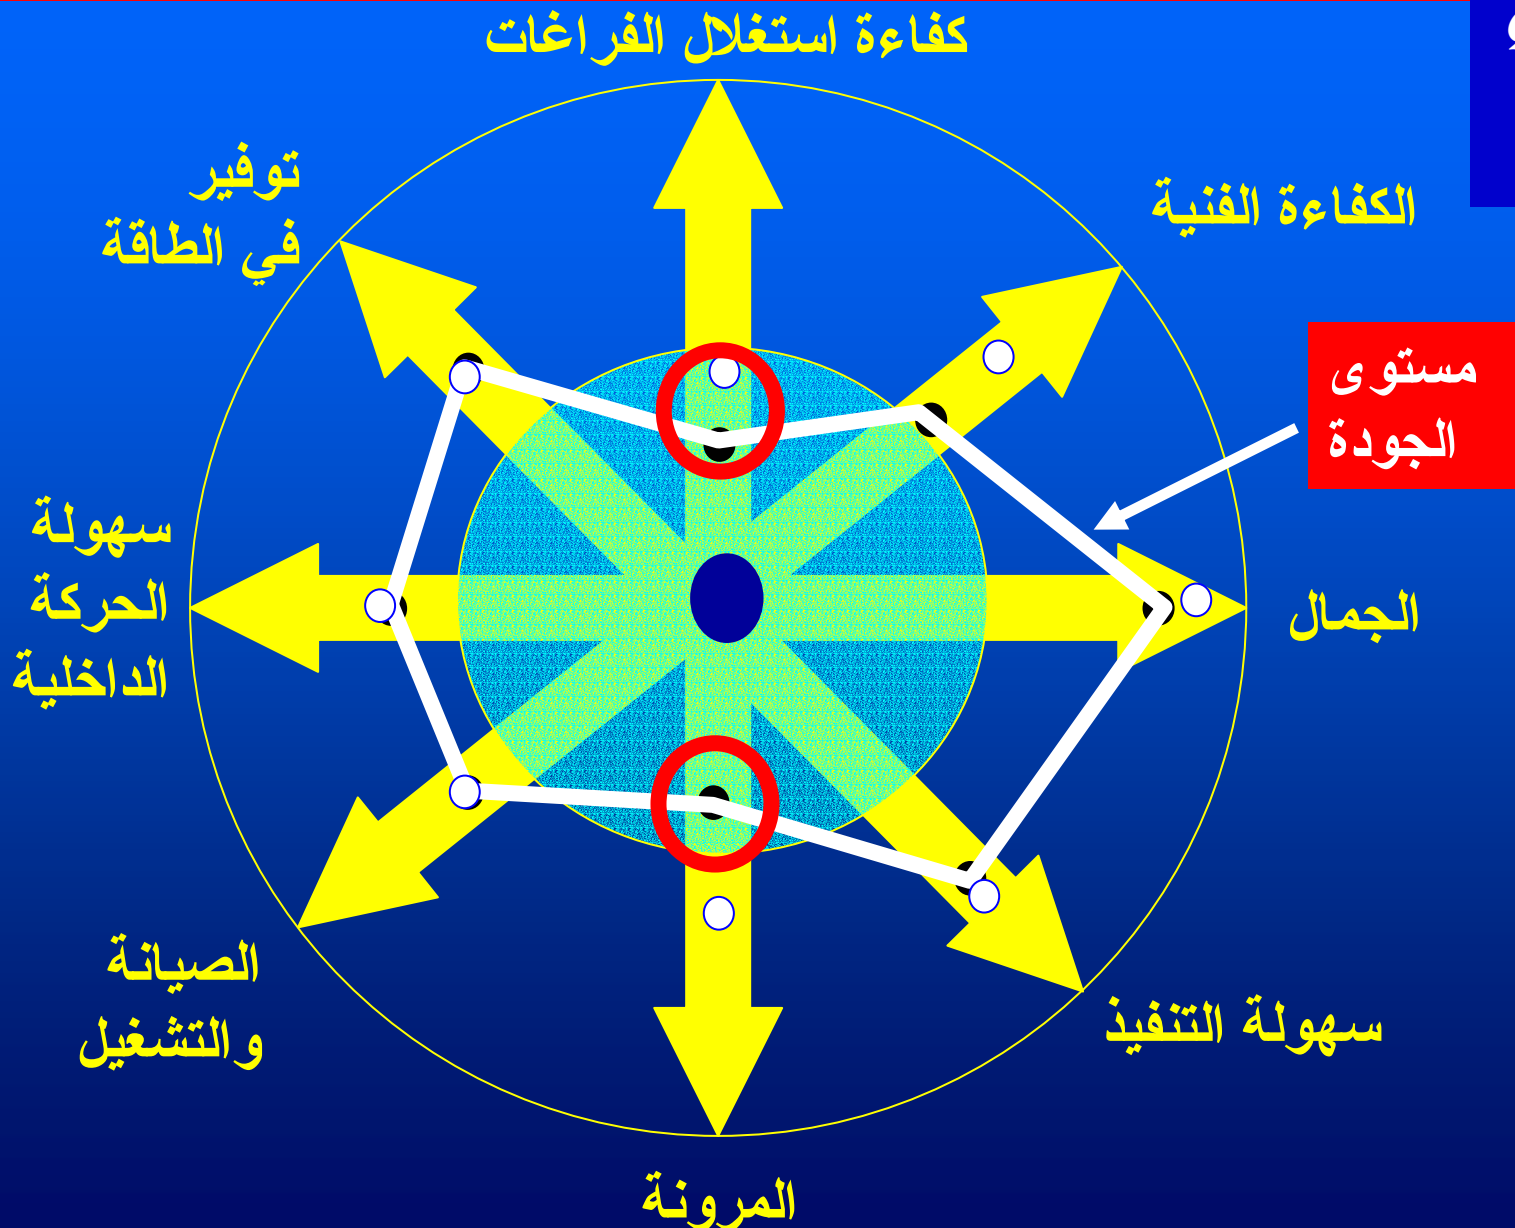 كفاءة استغلال الفراغات
توفير
في الطاقة
الكفاءة الفنية
مستوى
الجودة
سهولة
الحركة
الداخلية
الجمال
الصيانة
والتشغيل
سهولة التنفيذ
المرونة